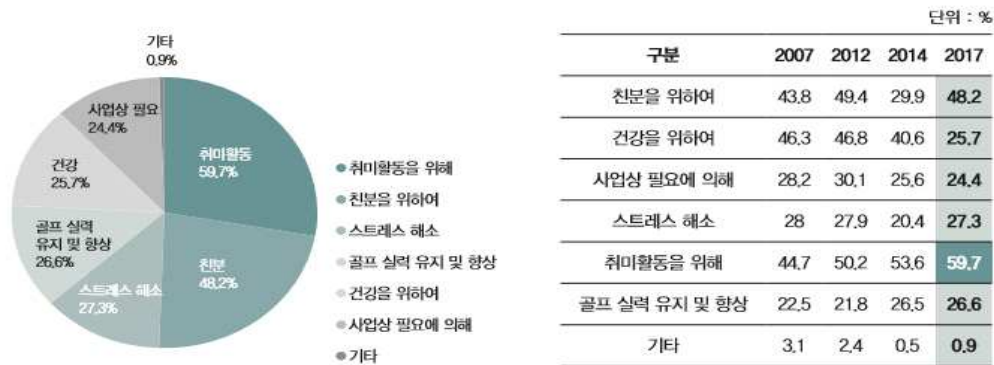 기타
0.9%
사업상 필요
24.4%
건강
25.7%
골프 실력
유지 및 향상
26.6%
스트레스 해소
27.3%
취미활동
59.7%
친분
48.2%
●취미활동을 위해
●친분을 위하여
●스트레스 해소
●골프 실력 유지 및 향상
●건강을 위하여
●사업상 필요에 의해
●기타
단위 : %
구분 2007 2012 2014 2017
친분을 위하여 43.8 49.4 29.9 48.2
건강을 위하여 46.3 46.8 40.6 25.7
사업상 필요에 의해 28.2 30.1 25.6 24.4
스트레스 해소 28 27.9 20.4 27.3
취미활동을 위해 44.7 50.2 53.6 59.7
골프 실력 유지 및 향상 22.5 21.8 26.5 26.6
기타 3.1 2.4 0.5 0.9